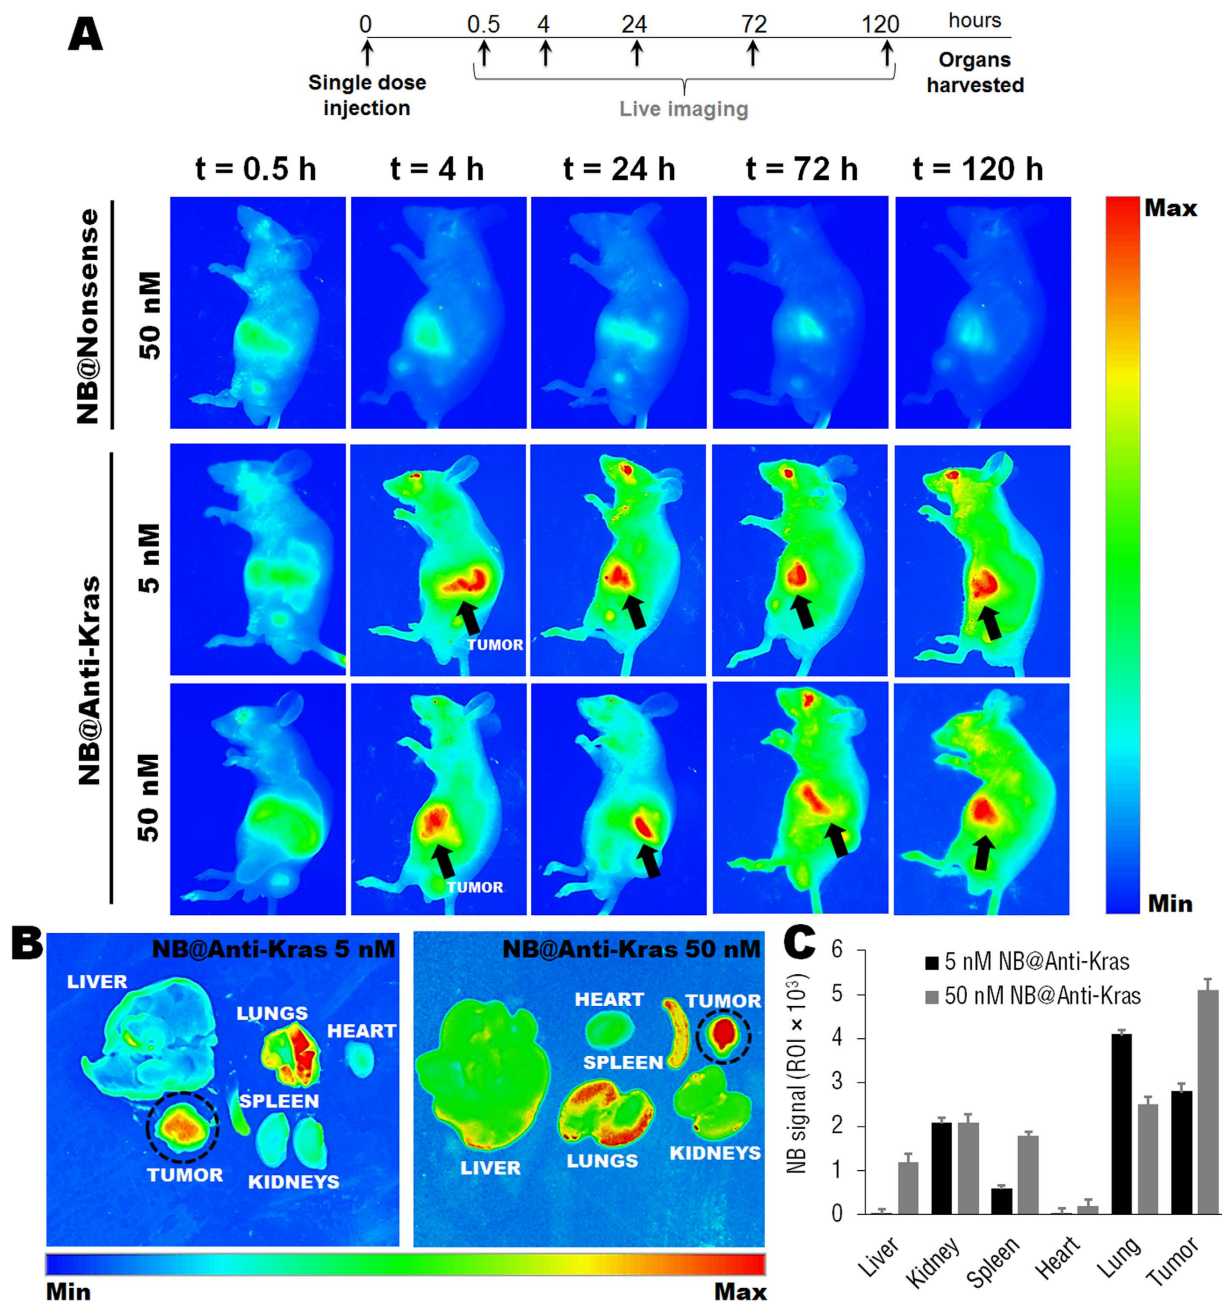 A
0 0.5 4 24 72 120 hours
Single dose
injection
Live imaging
Organs
harvested
t = 0.5 h t = 4 h t = 24 h t = 72 h t = 120 h
NB@Nonsense
50 nM
Max
NB@Anti-Kras
5 nM
TUMOR
50 nM
TUMOR
Min
B
NB@Anti-Kras 5 nM
LIVER
LUNGS
HEART
SPLEEN
TUMOR
KIDNEYS
NB@Anti-Kras 50 nM
HEART
TUMOR
SPLEEN
LIVER
LUNGS
KIDNEYS
Min
Max
C
NB signal (ROI × 10³)
6
5
4
3
2
1
0
5 nM NB@Anti-Kras
50 nM NB@Anti-Kras
Liver
Kidney
Spleen
Heart
Lung
Tumor